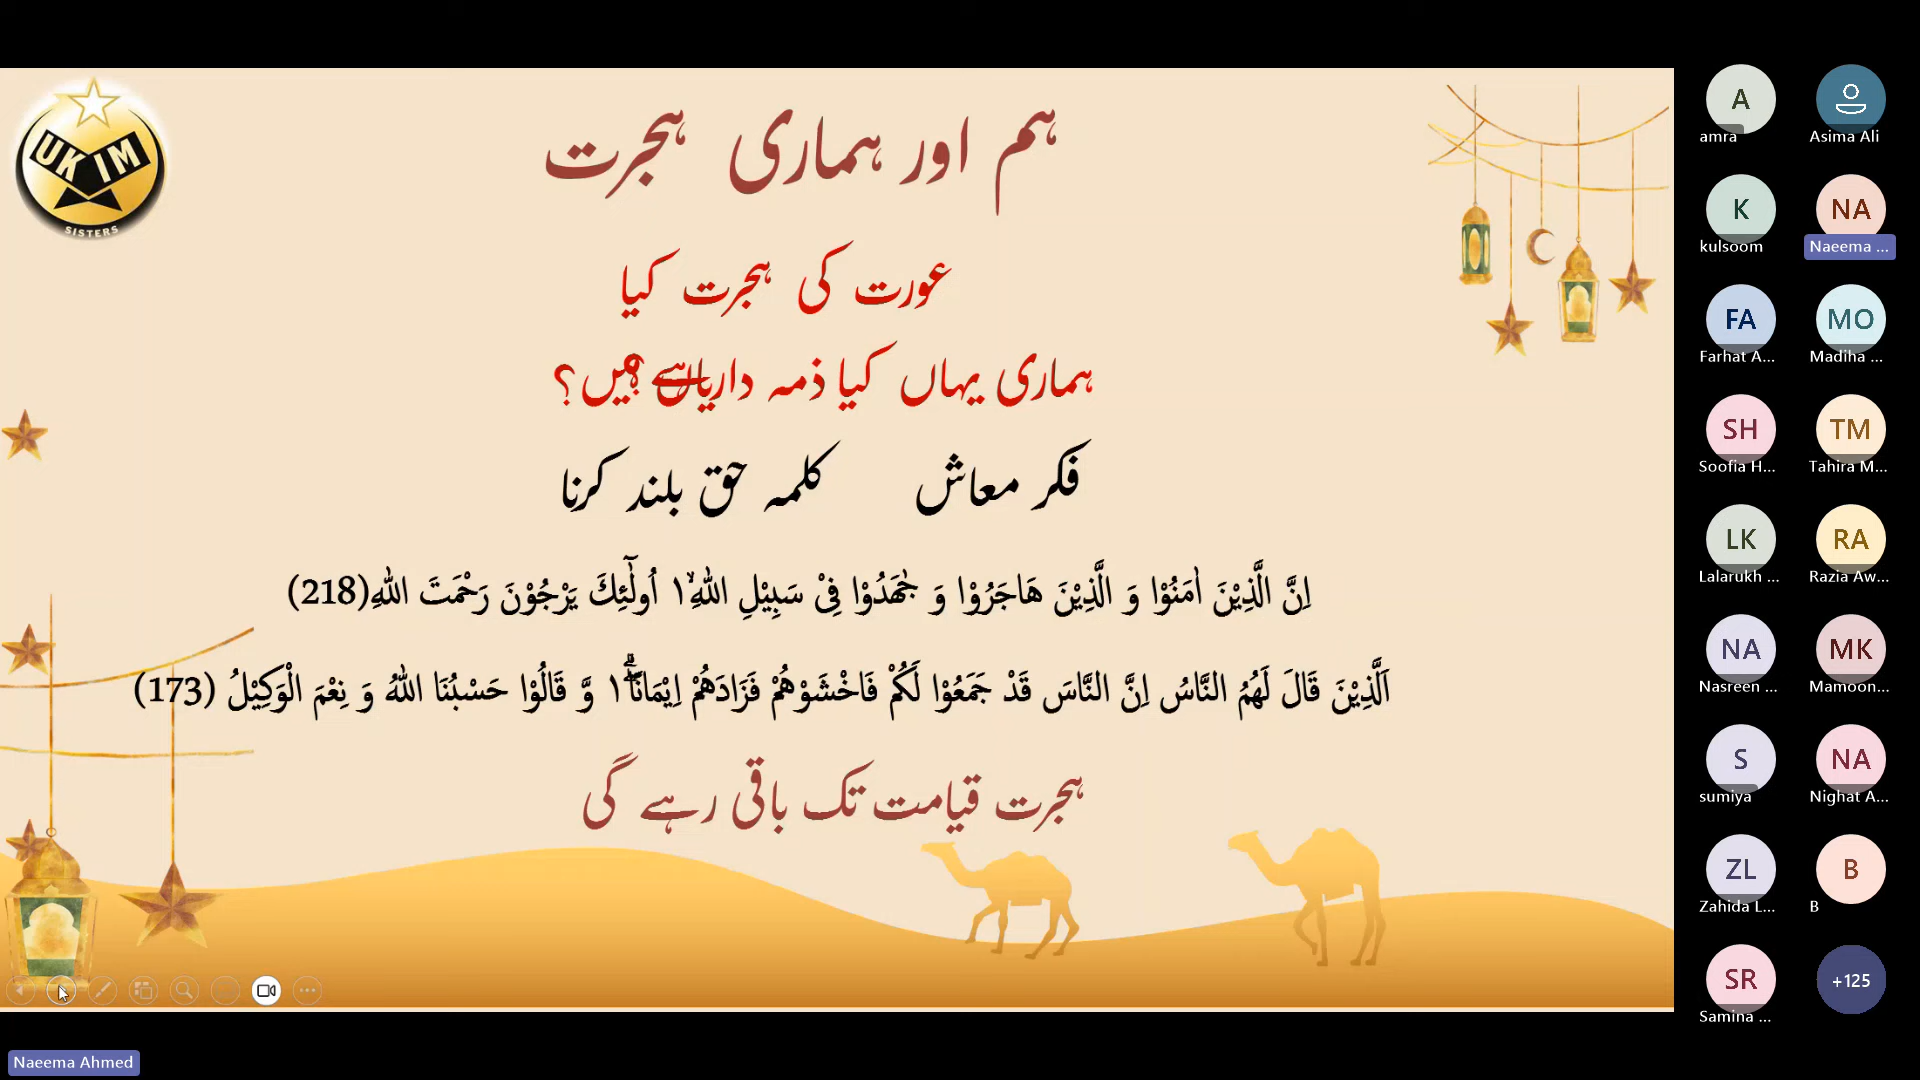 UKIM
SISTERS
ہم اور ہماری ہجرت
عورت کی ہجرت کیا ہے ؟
ہماری یہاں کیا ذمہ داریاں ہیں؟
فکر معاش کلمہ حق بلند کرنا
اِنَّ الَّذِيْنَ اٰمَنُوْا وَ الَّذِيْنَ هَاجَرُوْا وَ جٰهَدُوْا فِيْ سَبِيْلِ اللّٰهِ١ۙ اُولٰٓئِكَ يَرْجُوْنَ رَحْمَتَ اللّٰهِ(218)
اَلَّذِيْنَ قَالَ لَهُمُ النَّاسُ اِنَّ النَّاسَ قَدْ جَمَعُوْا لَكُمْ فَاخْشَوْهُمْ فَزَادَهُمْ اِيْمَانًا١ۖۗ وَّ قَالُوْا حَسْبُنَا اللّٰهُ وَ نِعْمَ الْوَكِيْلُ (173)
ہجرت قیامت تک باقی رہے گی
A
amra
Asima Ali
K
kulsoom
NA
Naeema ...
FA
Farhat A...
MO
Madiha ...
SH
Soofia H...
TM
Tahira M...
LK
Lalarukh ...
RA
Razia Aw...
NA
Nasreen ...
MK
Mamoon...
S
sumiya
NA
Nighat A...
ZL
Zahida L...
B
B
SR
Samina ...
+125
Naeema Ahmed